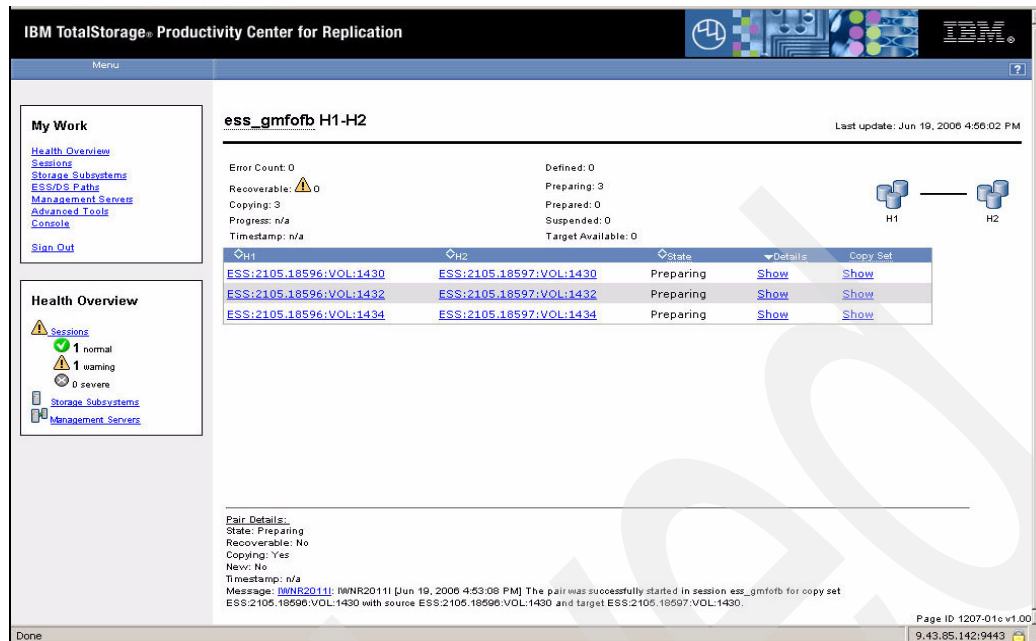 IBM TotalStorage® Productivity Center for Replication
IBM®
Menu
?
My Work
Health Overview
Sessions
Storage Subsystems
ESS/DS Paths
Management Servers
Advanced Tools
Console
Sign Out
Health Overview
Sessions
1 normal
1 warning
0 severe
Storage Subsystems
Management Servers
ess_gmfofb H1-H2
Last update: Jun 19, 2006 4:56:02 PM
Error Count: 0
Recoverable: 0
Copying: 3
Progress: n/a
Timestamp: n/a
Defined: 0
Preparing: 3
Prepared: 0
Suspended: 0
Target Available: 0
H1 H2
H1 H2 State Details Copy Set
ESS:2105.18596:VOL:1430 ESS:2105.18597:VOL:1430 Preparing Show Show
ESS:2105.18596:VOL:1432 ESS:2105.18597:VOL:1432 Preparing Show Show
ESS:2105.18596:VOL:1434 ESS:2105.18597:VOL:1434 Preparing Show Show
Pair Details:
State: Preparing
Recoverable: No
Copying: Yes
New: No
Timestamp: n/a
Message: IWNR2011I: IWNR2011I [Jun 19, 2006 4:53:08 PM] The pair was successfully started in session ess_gmfofb for copy set
ESS:2105.18596:VOL:1430 with source ESS:2105.18596:VOL:1430 and target ESS:2105.18597:VOL:1430.
Page ID 1207-01c v1.00
Done
9.43.85.142:9443